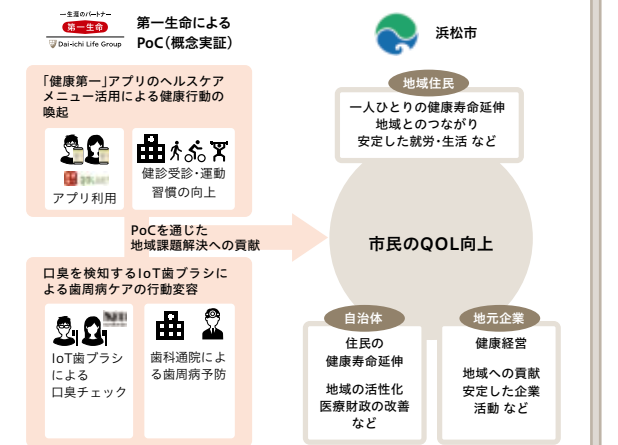 一生涯のパートナー
第一生命
Dai-ichi Life Group
第一生命による
PoC(概念実証)
浜松市
「健康第一」アプリのヘルスケア
メニュー活用による健康行動の
喚起
アプリ利用
健診受診・運動
習慣の向上
PoCを通じた
地域課題解決への貢献
口臭を検知するIoT歯ブラシに
よる歯周病ケアの行動変容
IoT歯ブラシ
による
口臭チェック
歯科通院によ
る歯周病予防
地域住民
一人ひとりの健康寿命延伸
地域とのつながり
安定した就労・生活 など
市民のQOL向上
自治体
住民の
健康寿命延伸
地域の活性化
医療財政の改善
など
地元企業
健康経営
地域への貢献
安定した企業
活動 など